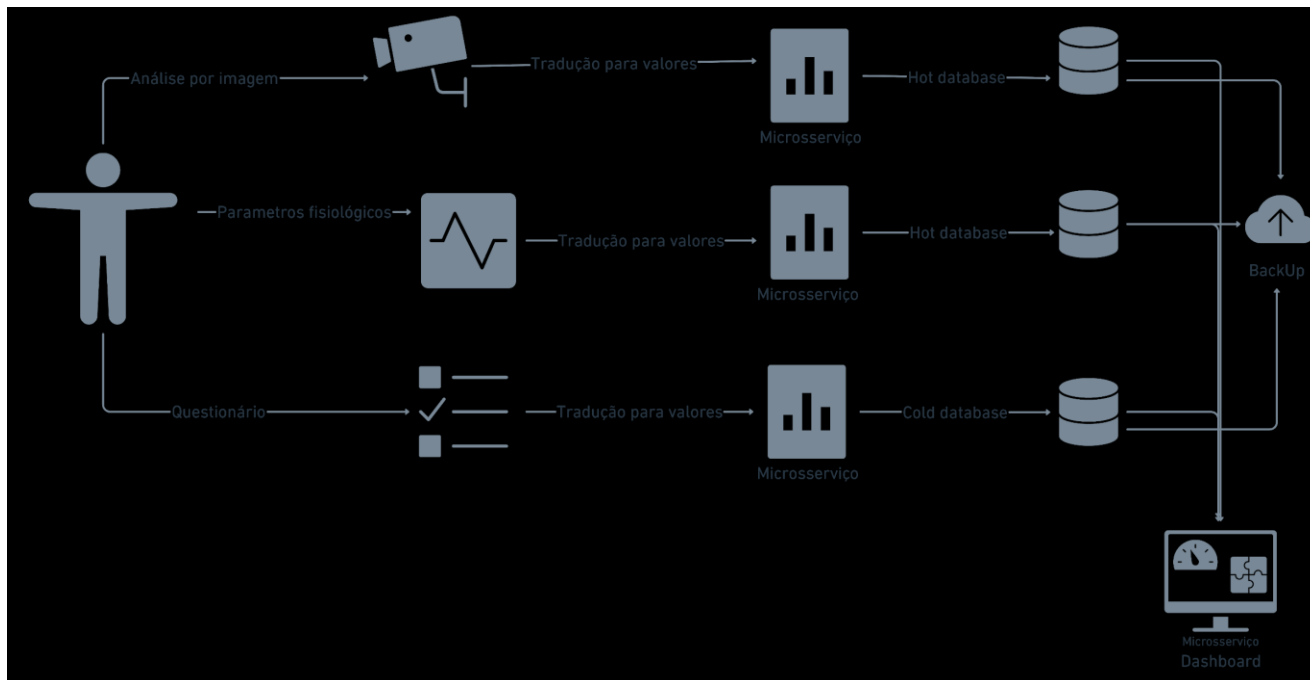 Análise por imagem
Tradução para valores
Microsserviço
Hot database
Parametros fisiológicos
Tradução para valores
Microsserviço
Hot database
BackUp
Questionário
Tradução para valores
Microsserviço
Cold database
Microsserviço
Dashboard